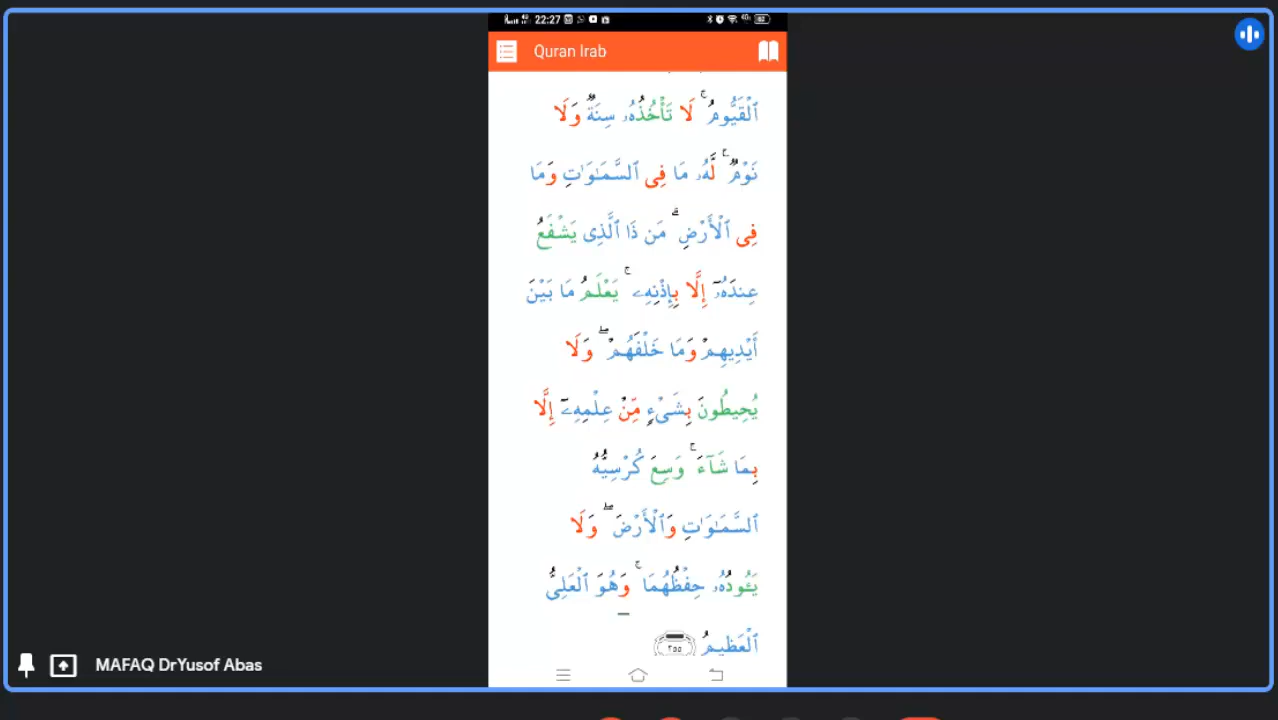 22:27
Quran Irab
ٱلْقَيُّومُ ۚ لَا تَأْخُذُهُۥ سِنَةٌ وَلَا
نَوْمٌ ۚ لَّهُۥ مَا فِى ٱلسَّمَـٰوَٰتِ وَمَا
فِى ٱلْأَرْضِ ۗ مَن ذَا ٱلَّذِى يَشْفَعُ
عِندَهُۥٓ إِلَّا بِإِذْنِهِۦ ۚ يَعْلَمُ مَا بَيْنَ
أَيْدِيهِمْ وَمَا خَلْفَهُمْ ۖ وَلَا
يُحِيطُونَ بِشَىْءٍ مِّنْ عِلْمِهِۦٓ إِلَّا
بِمَا شَآءَ ۚ وَسِعَ كُرْسِيُّهُ
ٱلسَّمَـٰوَٰتِ وَٱلْأَرْضَ ۖ وَلَا
يَـُٔودُهُۥ حِفْظُهُمَا ۚ وَهُوَ ٱلْعَلِىُّ
ٱلْعَظِيمُ ٢٥٥
MAFAQ DrYusof Abas